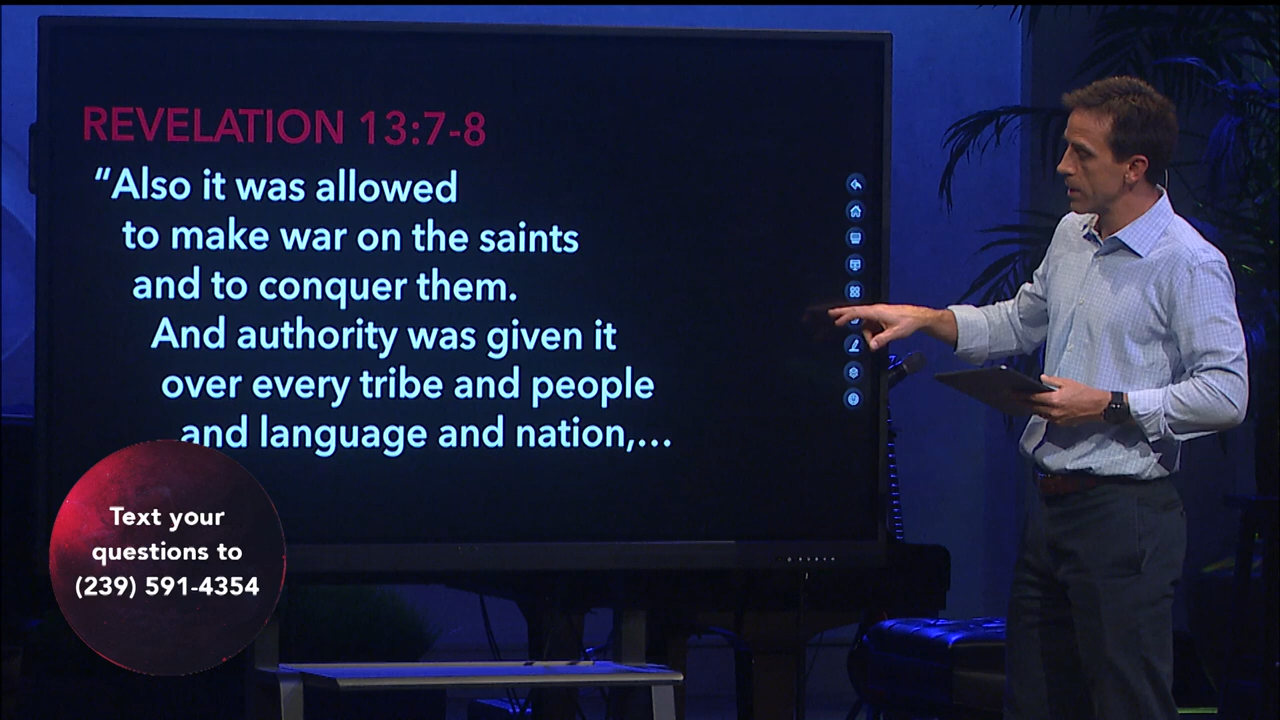 REVELATION 13:7-8
“Also it was allowed
to make war on the saints
and to conquer them.
And authority was given it
over every tribe and people
and language and nation,...
Text your
questions to
(239) 591-4354